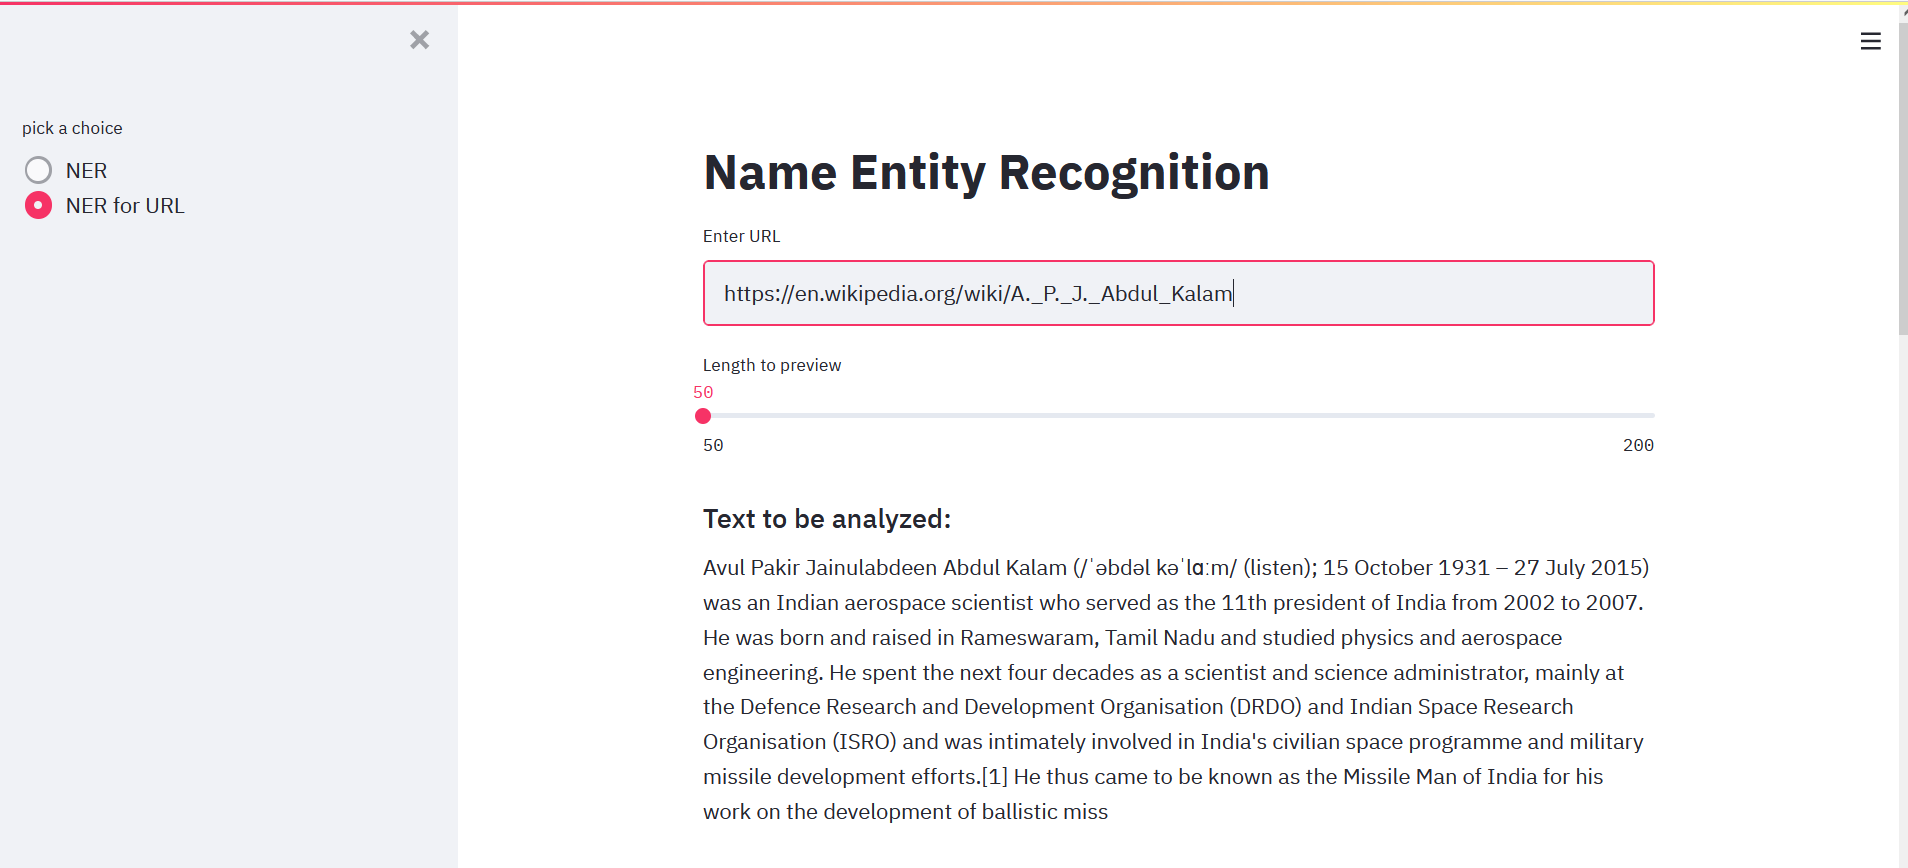 pick a choice
NER
NER for URL
Name Entity Recognition
Enter URL
https://en.wikipedia.org/wiki/A._P._J._Abdul_Kalam
Length to preview
50
50
200
Text to be analyzed:
Avul Pakir Jainulabdeen Abdul Kalam (/ˈəbdəl kəˈlɑːm/ (listen); 15 October 1931 – 27 July 2015)
was an Indian aerospace scientist who served as the 11th president of India from 2002 to 2007.
He was born and raised in Rameswaram, Tamil Nadu and studied physics and aerospace
engineering. He spent the next four decades as a scientist and science administrator, mainly at
the Defence Research and Development Organisation (DRDO) and Indian Space Research
Organisation (ISRO) and was intimately involved in India's civilian space programme and military
missile development efforts.[1] He thus came to be known as the Missile Man of India for his
work on the development of ballistic miss